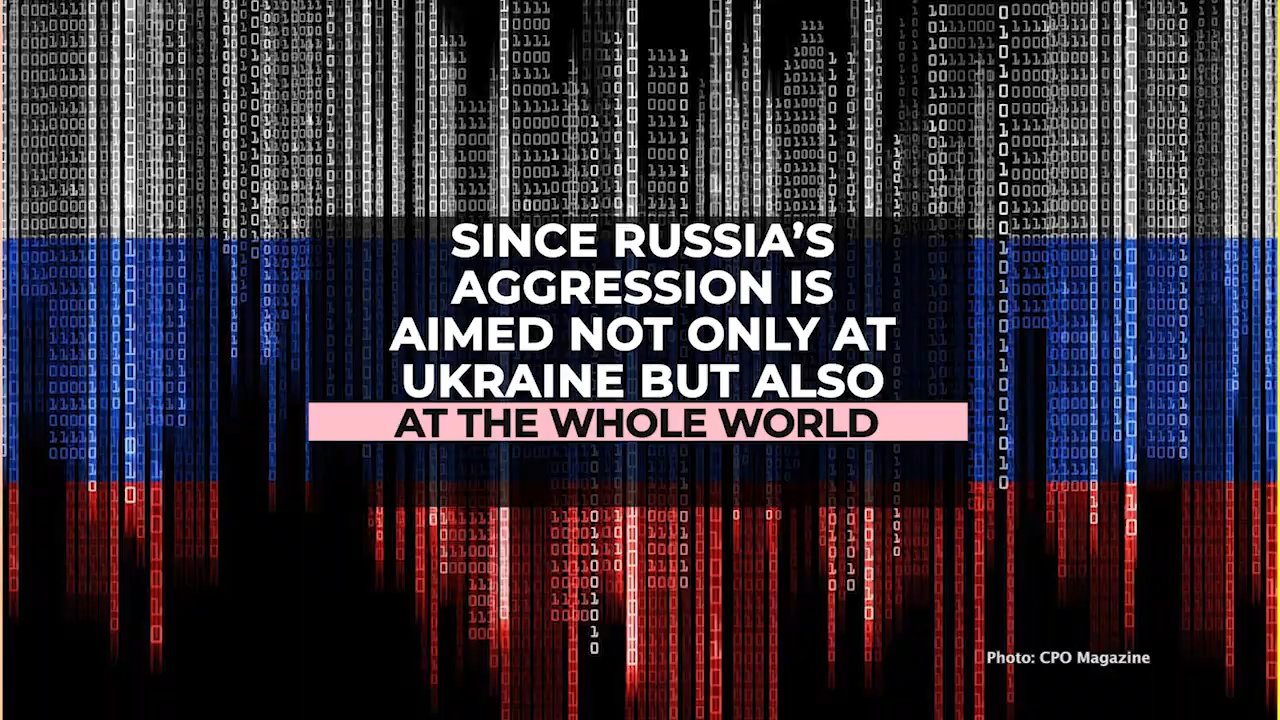 SINCE RUSSIA’S
AGGRESSION IS
AIMED NOT ONLY AT
UKRAINE BUT ALSO
AT THE WHOLE WORLD
Photo: CPO Magazine